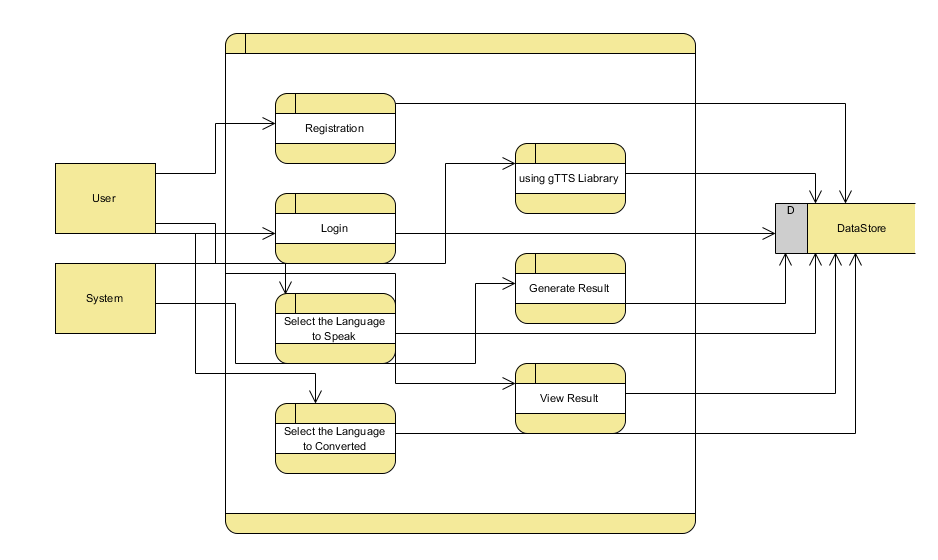 Registration
using gTTS Liabrary
User
Login
D
DataStore
System
Generate Result
Select the Language
to Speak
View Result
Select the Language
to Converted